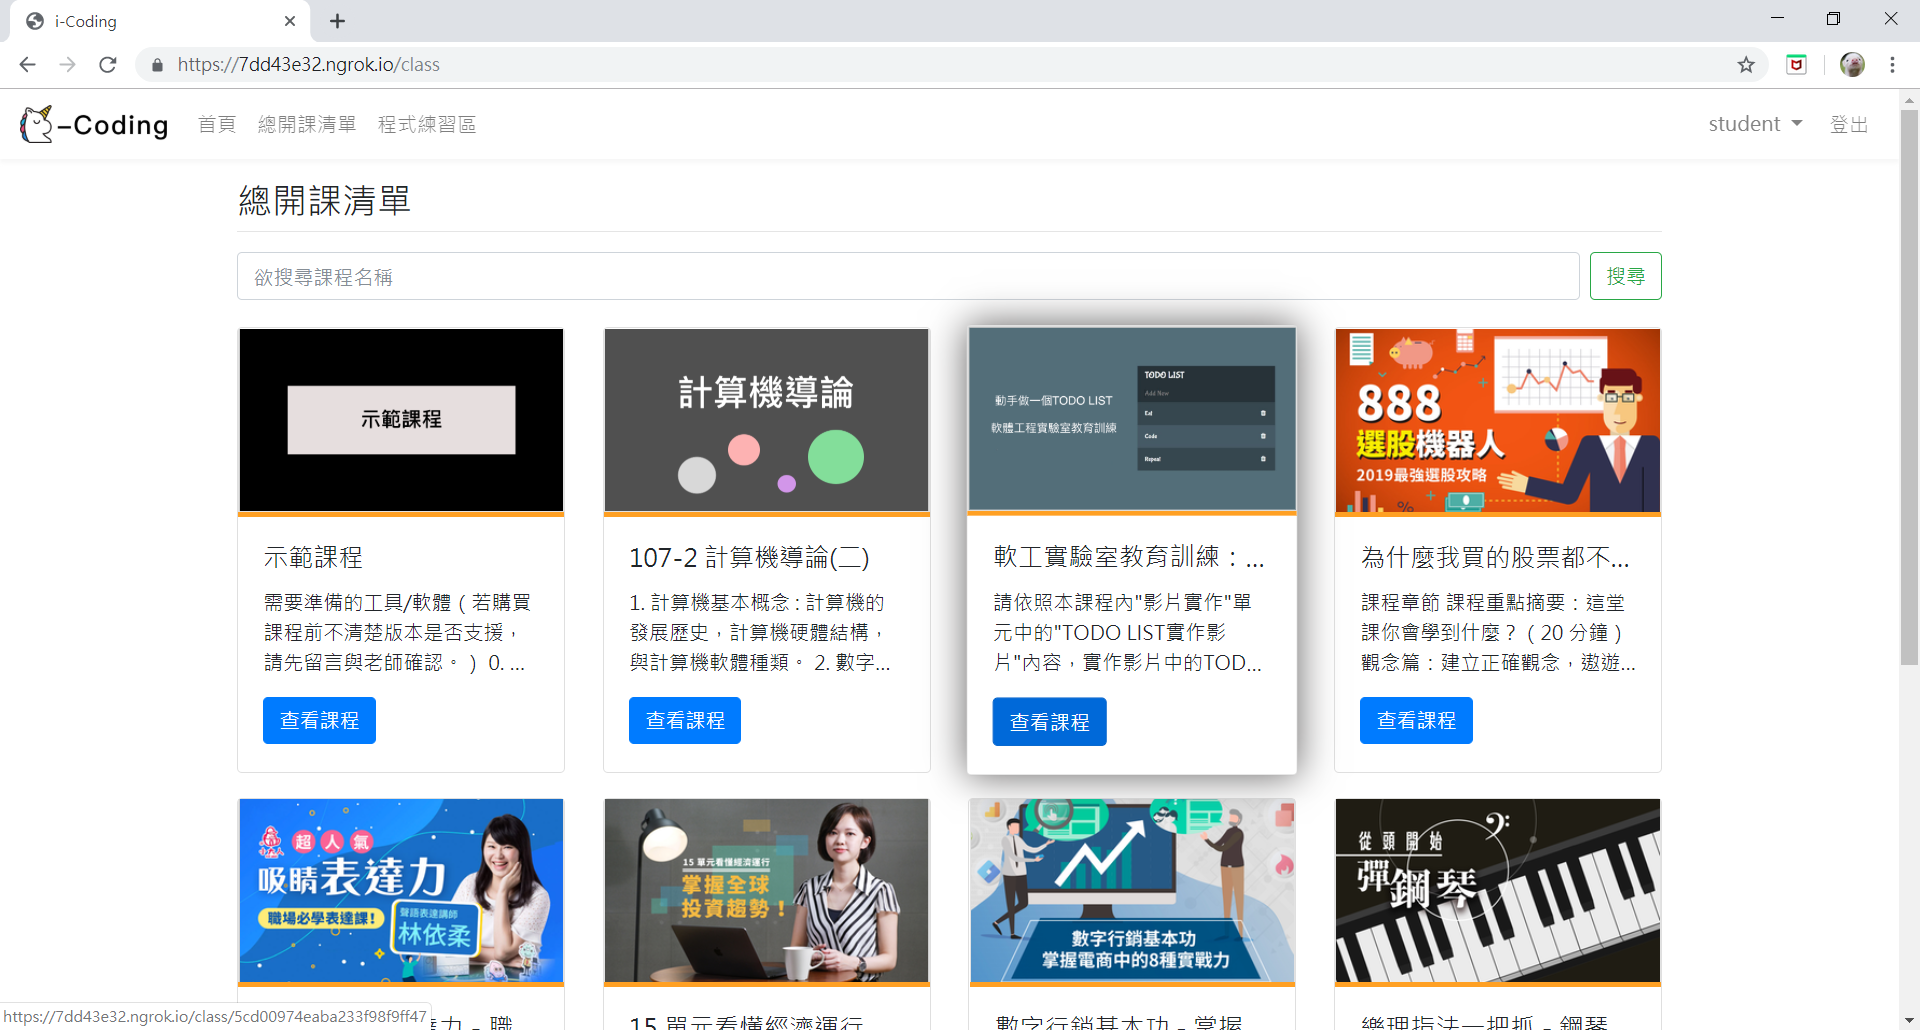 i-Coding
https://7dd43e32.ngrok.io/class
-Coding
首頁
總開課清單
程式練習區
student
登出
總開課清單
欲搜尋課程名稱
搜尋
示範課程
計算機導論
動手做一個TODO LIST
軟體工程實驗室教育訓練
TODO LIST
Add New
Eat
Code
Repeat
888
選股機器人
2019最強選股攻略
%
示範課程
需要準備的工具/軟體（若購買
課程前不清楚版本是否支援，
請先留言與老師確認。） 0. ...
查看課程
107-2 計算機導論(二)
1. 計算機基本概念 : 計算機的
發展歷史，計算機硬體結構，
與計算機軟體種類。 2. 數字...
查看課程
軟工實驗室教育訓練：...
請依照本課程內"影片實作"單
元中的"TODO LIST實作影
片"內容，實作影片中的TOD...
查看課程
為什麼我買的股票都不...
課程章節 課程重點摘要：這堂
課你會學到什麼？（20 分鐘）
觀念篇：建立正確觀念，遨遊...
查看課程
超人氣
吸睛表達力
職場必學表達課！
聲語表達講師
林依柔
15 單元看懂經濟運行
掌握全球
投資趨勢！
數字行銷基本功
掌握電商中的8種實戰力
從頭開始
彈鋼琴
達力 - 職
15 單元看懂經濟運行
數字行銷基本功 - 掌握
樂理指法一把抓 - 鋼琴
https://7dd43e32.ngrok.io/class/5cd00974eaba233f98f9ff47